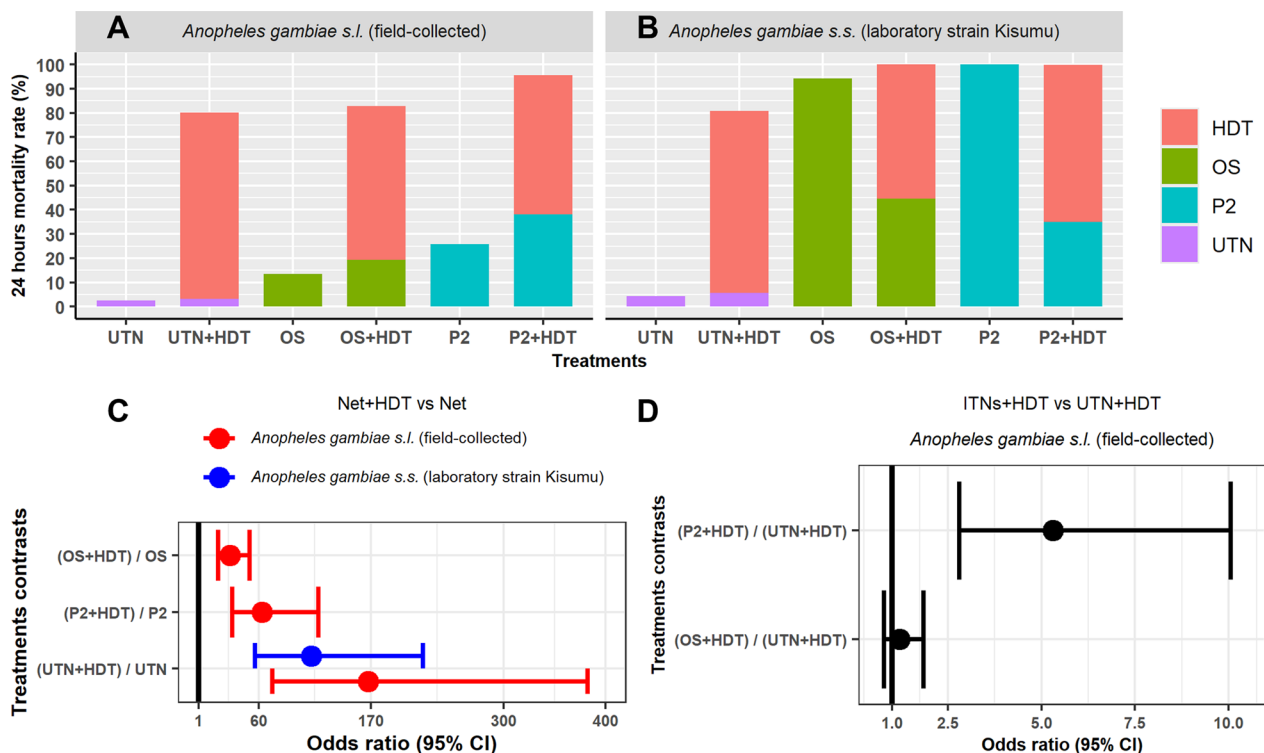 A
Anopheles gambiae s.l. (field-collected)
B
Anopheles gambiae s.s. (laboratory strain Kisumu)
24 hours mortality rate (%)
100
90
80
70
60
50
40
30
20
10
0
UTN UTN+HDT OS OS+HDT P2 P2+HDT
UTN UTN+HDT OS OS+HDT P2 P2+HDT
Treatments
HDT
OS
P2
UTN
C
Net+HDT vs Net
Anopheles gambiae s.l. (field-collected)
Anopheles gambiae s.s. (laboratory strain Kisumu)
Treatments contrasts
(OS+HDT) / OS
(P2+HDT) / P2
(UTN+HDT) / UTN
1 60 170 300 400
Odds ratio (95% CI)
D
ITNs+HDT vs UTN+HDT
Anopheles gambiae s.l. (field-collected)
Treatments contrasts
(P2+HDT) / (UTN+HDT)
(OS+HDT) / (UTN+HDT)
1.0 2.5 5.0 7.5 10.0
Odds ratio (95% CI)